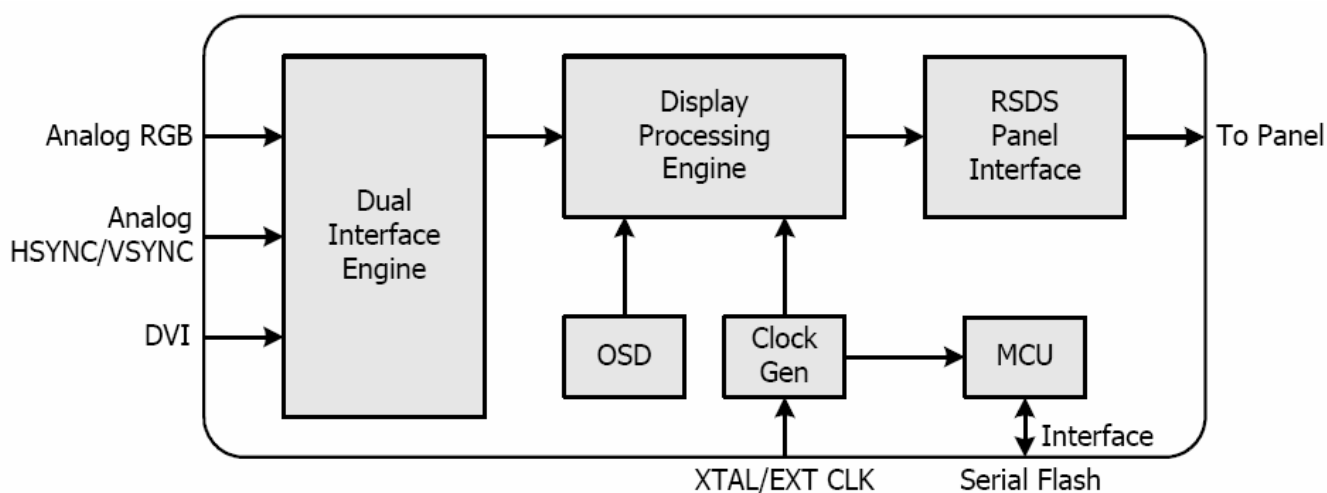 Analog RGB
Analog
HSYNC/VSYNC
DVI
Dual
Interface
Engine
Display
Processing
Engine
RSDS
Panel
Interface
To Panel
OSD
Clock
Gen
MCU
Interface
XTAL/EXT CLK
Serial Flash